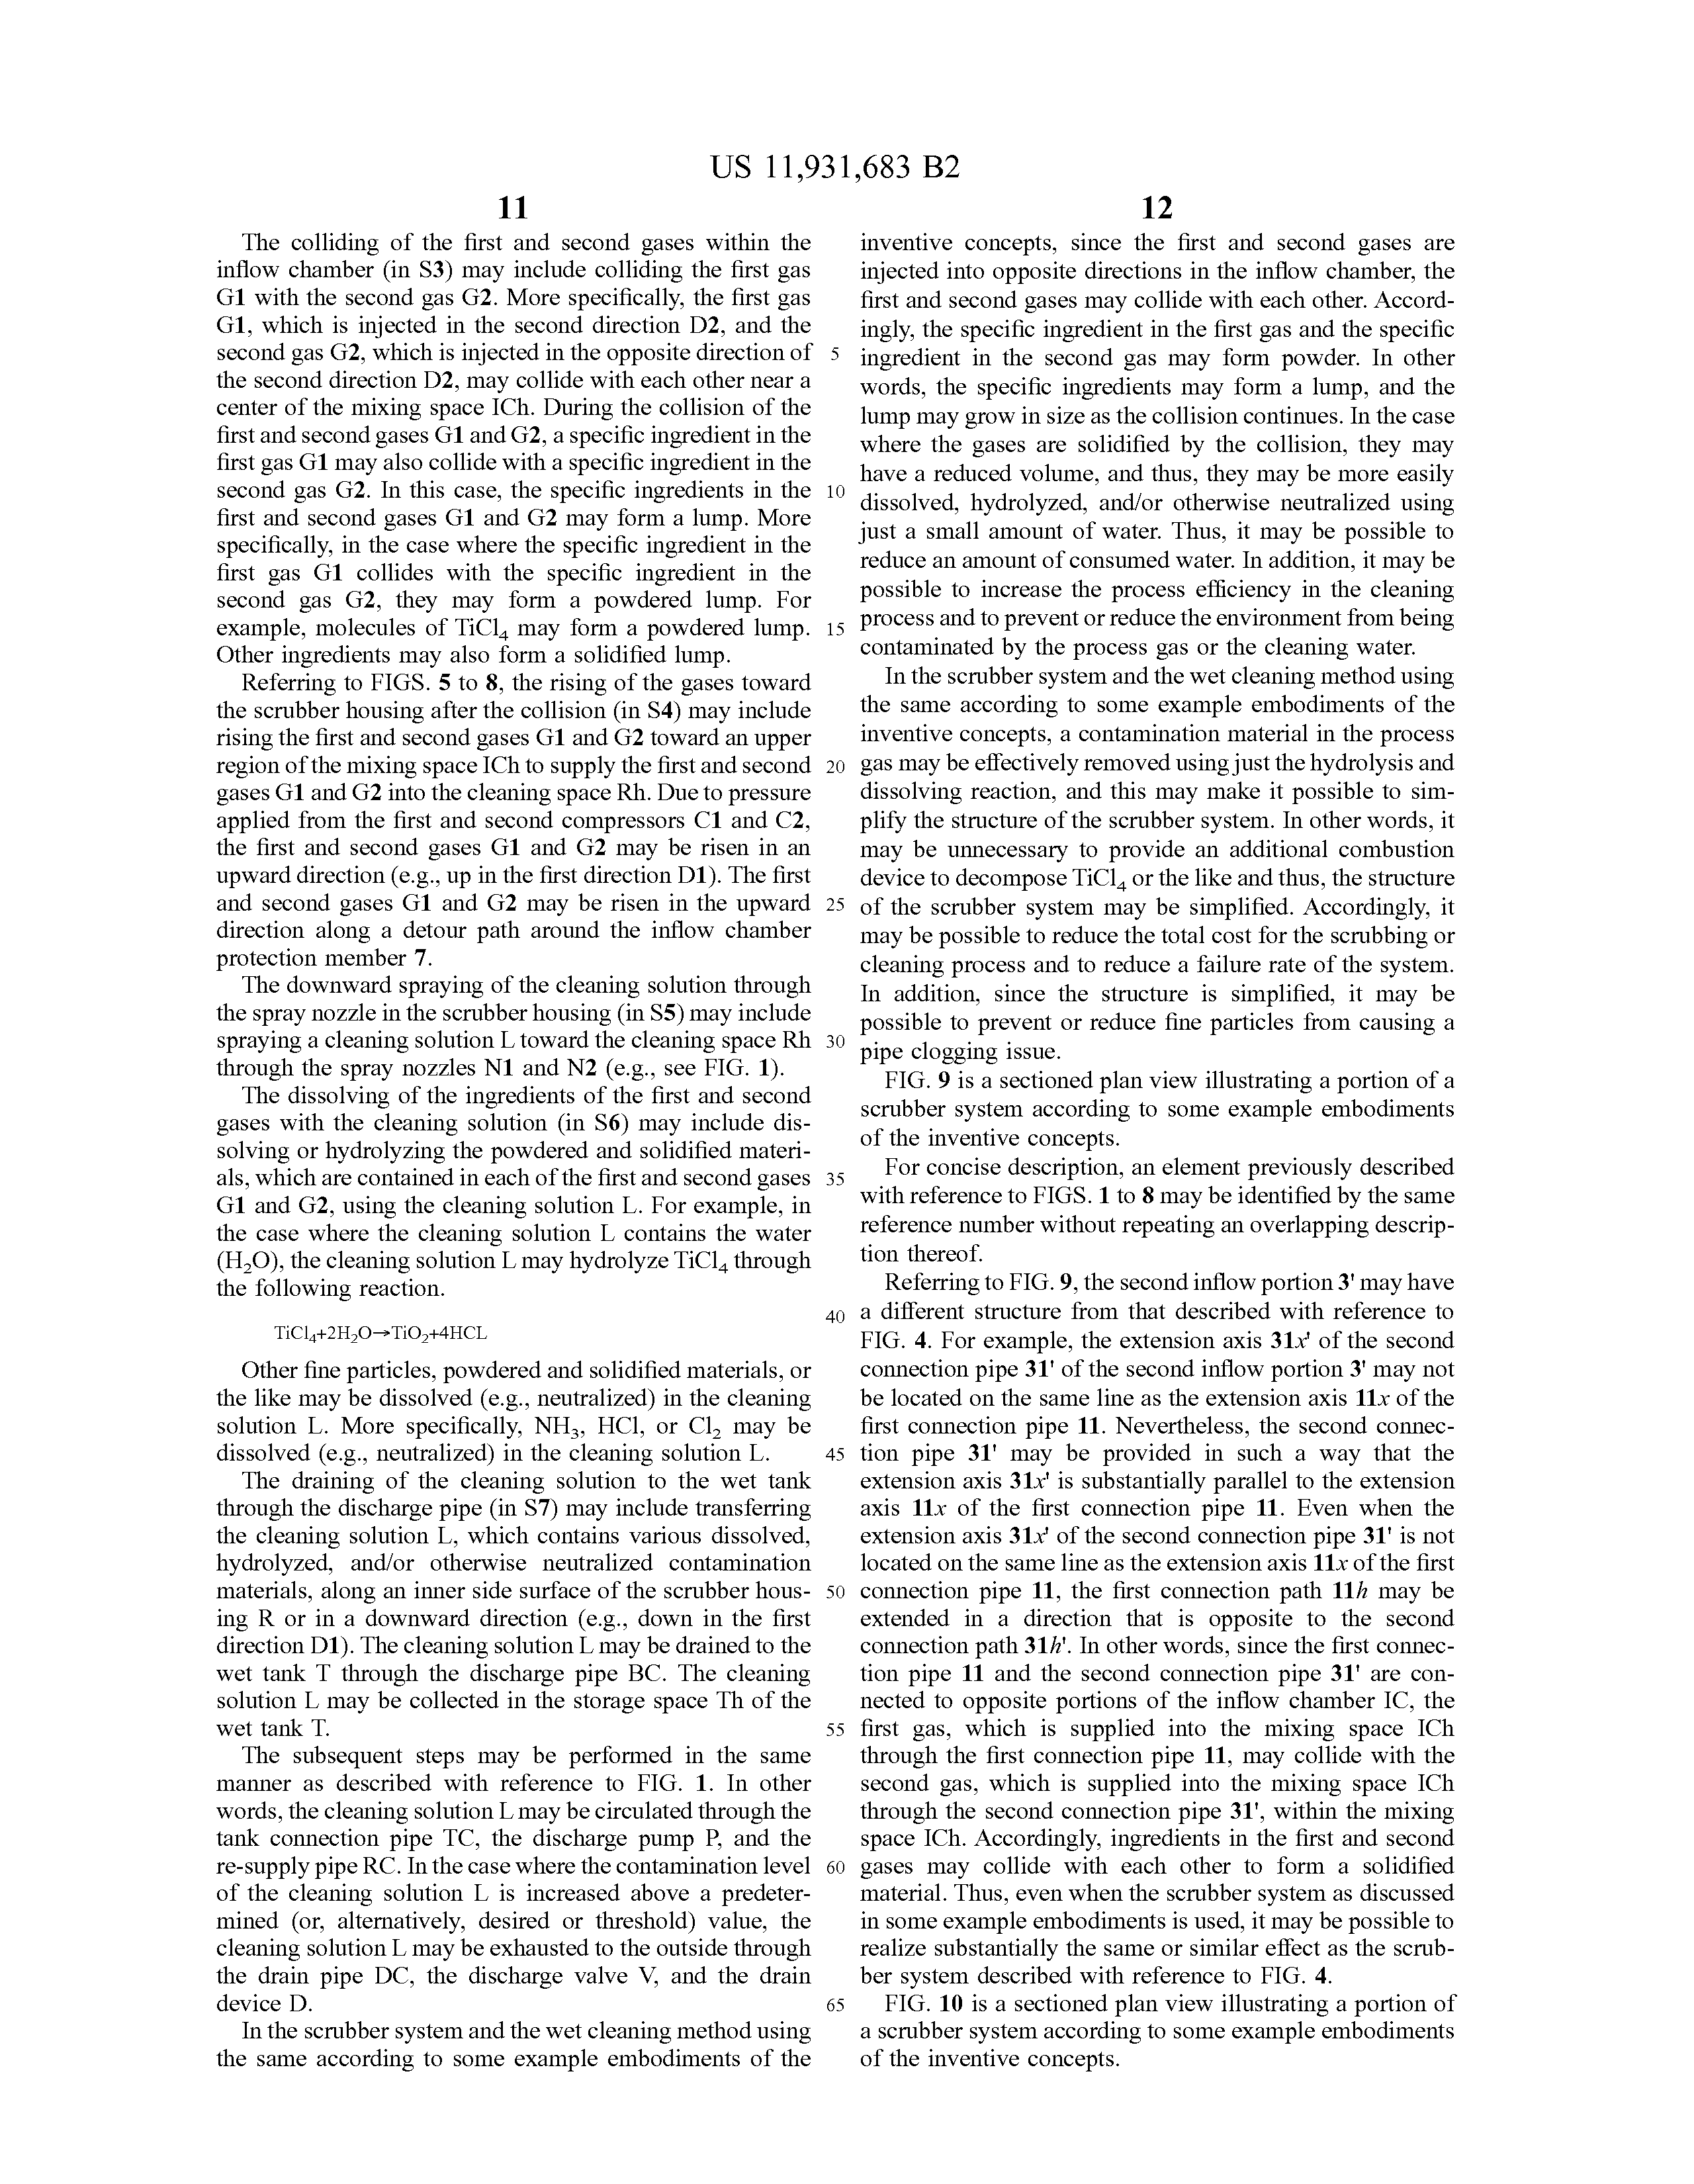 US 11,931,683 B2
11
The colliding of the first and second gases within the
inflow chamber (in S3) may include colliding the first gas
G1 with the second gas G2. More specifically, the first gas
G1, which is injected in the second direction D2, and the
second gas G2, which is injected in the opposite direction of
the second direction D2, may collide with each other near a
center of the mixing space ICh. During the collision of the
first and second gases G1 and G2, a specific ingredient in the
first gas G1 may also collide with a specific ingredient in the
second gas G2. In this case, the specific ingredients in the
first and second gases G1 and G2 may form a lump. More
specifically, in the case where the specific ingredient in the
first gas G1 collides with the specific ingredient in the
second gas G2, they may form a powdered lump. For
example, molecules of TiCl₄ may form a powdered lump.
Other ingredients may also form a solidified lump.
Referring to FIGS. 5 to 8, the rising of the gases toward
the scrubber housing after the collision (in S4) may include
rising the first and second gases G1 and G2 toward an upper
region of the mixing space ICh to supply the first and second
gases G1 and G2 into the cleaning space Rh. Due to pressure
applied from the first and second compressors C1 and C2,
the first and second gases G1 and G2 may be risen in an
upward direction (e.g., up in the first direction D1). The first
and second gases G1 and G2 may be risen in the upward
direction along a detour path around the inflow chamber
protection member 7.
The downward spraying of the cleaning solution through
the spray nozzle in the scrubber housing (in S5) may include
spraying a cleaning solution L toward the cleaning space Rh
through the spray nozzles N1 and N2 (e.g., see FIG. 1).
The dissolving of the ingredients of the first and second
gases with the cleaning solution (in S6) may include dis-
solving or hydrolyzing the powdered and solidified materi-
als, which are contained in each of the first and second gases
G1 and G2, using the cleaning solution L. For example, in
the case where the cleaning solution L contains the water
(H₂O), the cleaning solution L may hydrolyze TiCl₄ through
the following reaction.
TiCl₄+2H₂O→TiO₂+4HCL
Other fine particles, powdered and solidified materials, or
the like may be dissolved (e.g., neutralized) in the cleaning
solution L. More specifically, NH₃, HCl, or Cl₂ may be
dissolved (e.g., neutralized) in the cleaning solution L.
The draining of the cleaning solution to the wet tank
through the discharge pipe (in S7) may include transferring
the cleaning solution L, which contains various dissolved,
hydrolyzed, and/or otherwise neutralized contamination
materials, along an inner side surface of the scrubber hous-
ing R or in a downward direction (e.g., down in the first
direction D1). The cleaning solution L may be drained to the
wet tank T through the discharge pipe BC. The cleaning
solution L may be collected in the storage space Th of the
wet tank T.
The subsequent steps may be performed in the same
manner as described with reference to FIG. 1. In other
words, the cleaning solution L may be circulated through the
tank connection pipe TC, the discharge pump P, and the
re-supply pipe RC. In the case where the contamination level
of the cleaning solution L is increased above a predeter-
mined (or, alternatively, desired or threshold) value, the
cleaning solution L may be exhausted to the outside through
the drain pipe DC, the discharge valve V, and the drain
device D.
In the scrubber system and the wet cleaning method using
the same according to some example embodiments of the
5
10
15
20
25
30
35
40
45
50
55
60
65
12
inventive concepts, since the first and second gases are
injected into opposite directions in the inflow chamber, the
first and second gases may collide with each other. Accord-
ingly, the specific ingredient in the first gas and the specific
ingredient in the second gas may form powder. In other
words, the specific ingredients may form a lump, and the
lump may grow in size as the collision continues. In the case
where the gases are solidified by the collision, they may
have a reduced volume, and thus, they may be more easily
dissolved, hydrolyzed, and/or otherwise neutralized using
just a small amount of water. Thus, it may be possible to
reduce an amount of consumed water. In addition, it may be
possible to increase the process efficiency in the cleaning
process and to prevent or reduce the environment from being
contaminated by the process gas or the cleaning water.
In the scrubber system and the wet cleaning method using
the same according to some example embodiments of the
inventive concepts, a contamination material in the process
gas may be effectively removed using just the hydrolysis and
dissolving reaction, and this may make it possible to sim-
plify the structure of the scrubber system. In other words, it
may be unnecessary to provide an additional combustion
device to decompose TiCl₄ or the like and thus, the structure
of the scrubber system may be simplified. Accordingly, it
may be possible to reduce the total cost for the scrubbing or
cleaning process and to reduce a failure rate of the system.
In addition, since the structure is simplified, it may be
possible to prevent or reduce fine particles from causing a
pipe clogging issue.
FIG. 9 is a sectioned plan view illustrating a portion of a
scrubber system according to some example embodiments
of the inventive concepts.
For concise description, an element previously described
with reference to FIGS. 1 to 8 may be identified by the same
reference number without repeating an overlapping descrip-
tion thereof.
Referring to FIG. 9, the second inflow portion 3' may have
a different structure from that described with reference to
FIG. 4. For example, the extension axis 31x' of the second
connection pipe 31' of the second inflow portion 3' may not
be located on the same line as the extension axis 11x of the
first connection pipe 11. Nevertheless, the second connec-
tion pipe 31' may be provided in such a way that the
extension axis 31x' is substantially parallel to the extension
axis 11x of the first connection pipe 11. Even when the
extension axis 31x' of the second connection pipe 31' is not
located on the same line as the extension axis 11x of the first
connection pipe 11, the first connection path 11h may be
extended in a direction that is opposite to the second
connection path 31h'. In other words, since the first connec-
tion pipe 11 and the second connection pipe 31' are con-
nected to opposite portions of the inflow chamber IC, the
first gas, which is supplied into the mixing space ICh
through the first connection pipe 11, may collide with the
second gas, which is supplied into the mixing space ICh
through the second connection pipe 31', within the mixing
space ICh. Accordingly, ingredients in the first and second
gases may collide with each other to form a solidified
material. Thus, even when the scrubber system as discussed
in some example embodiments is used, it may be possible to
realize substantially the same or similar effect as the scrub-
ber system described with reference to FIG. 4.
FIG. 10 is a sectioned plan view illustrating a portion of
a scrubber system according to some example embodiments
of the inventive concepts.